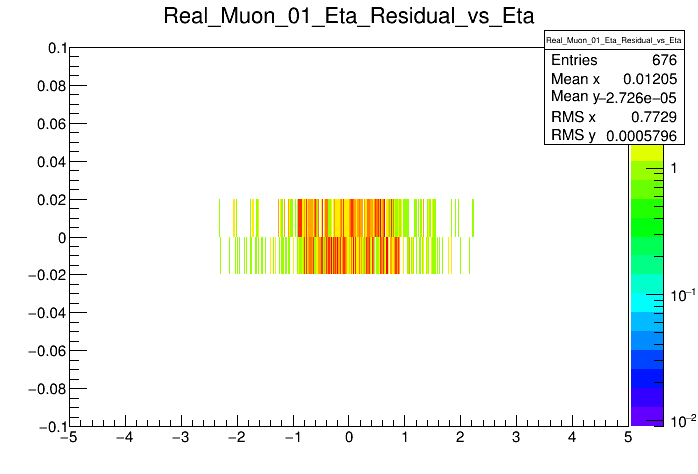 Real_Muon_01_Eta_Residual_vs_Eta
Real_Muon_01_Eta_Residual_vs_Eta
Entries 676
Mean x 0.01205
Mean y −2.726e−05
RMS x 0.7729
RMS y 0.0005796
0.1
0.08
0.06
0.04
0.02
0
−0.02
−0.04
−0.06
−0.08
−0.1
−5 −4 −3 −2 −1 0 1 2 3 4 5
1
10⁻¹
10⁻²